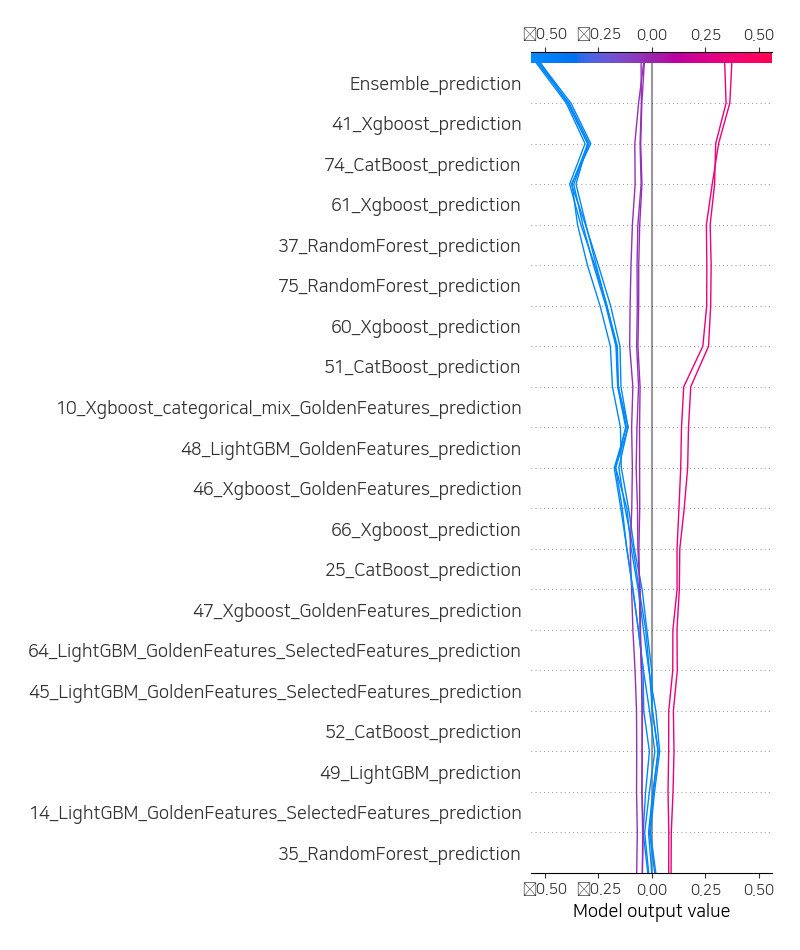 0.50 0.25 0.00 0.25 0.50
Ensemble_prediction
41_Xgboost_prediction
74_CatBoost_prediction
61_Xgboost_prediction
37_RandomForest_prediction
75_RandomForest_prediction
60_Xgboost_prediction
51_CatBoost_prediction
10_Xgboost_categorical_mix_GoldenFeatures_prediction
48_LightGBM_GoldenFeatures_prediction
46_Xgboost_GoldenFeatures_prediction
66_Xgboost_prediction
25_CatBoost_prediction
47_Xgboost_GoldenFeatures_prediction
64_LightGBM_GoldenFeatures_SelectedFeatures_prediction
45_LightGBM_GoldenFeatures_SelectedFeatures_prediction
52_CatBoost_prediction
49_LightGBM_prediction
14_LightGBM_GoldenFeatures_SelectedFeatures_prediction
35_RandomForest_prediction
0.50 0.25 0.00 0.25 0.50
Model output value